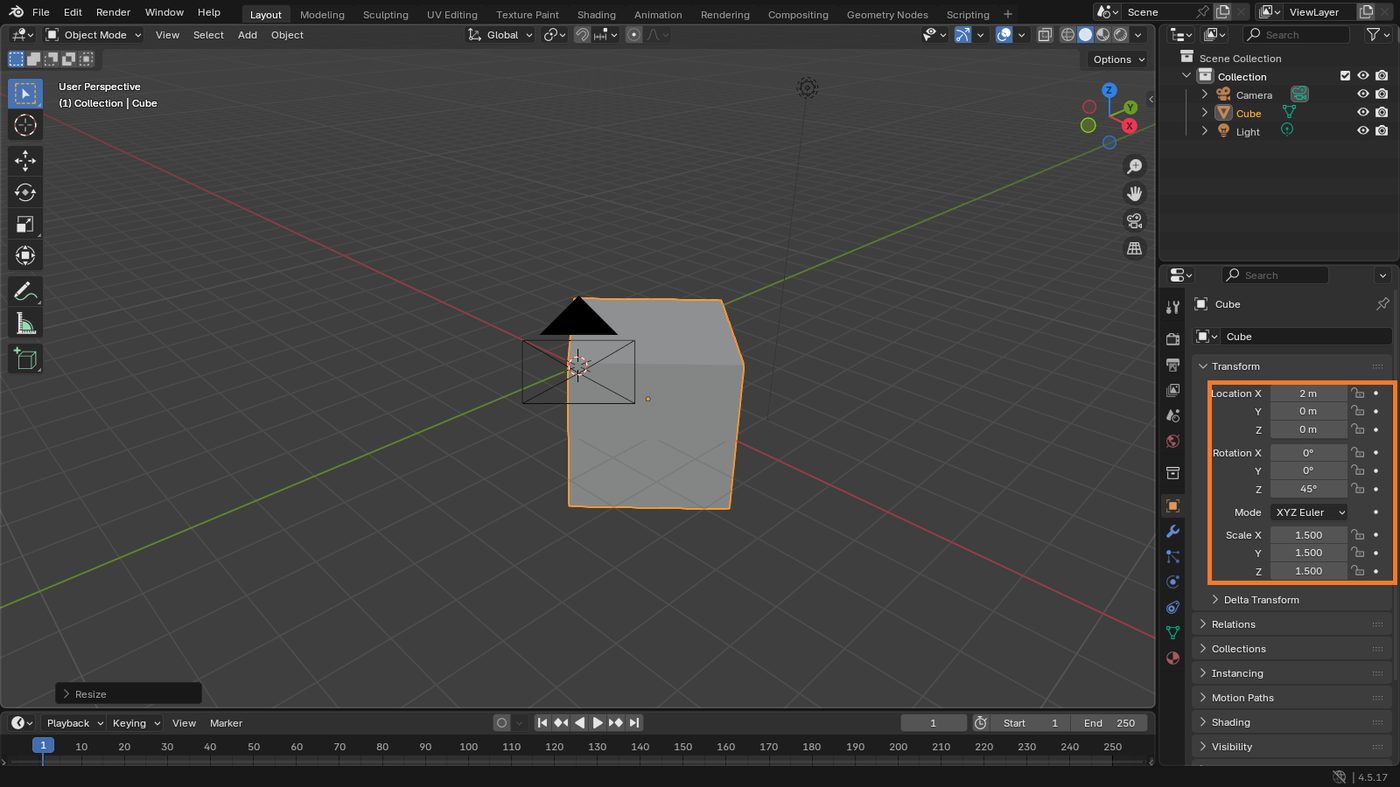 File Edit Render Window Help Layout Modeling Sculpting UV Editing Texture Paint Shading Animation Rendering Compositing Geometry Nodes Scripting + Scene ViewLayer
Object Mode View Select Add Object Global Search
Options
User Perspective
(1) Collection | Cube
Z
Y
X
Scene Collection
Collection
Camera
Cube
Light
Search
Cube
Cube
Transform
Location X 2 m
Y 0 m
Z 0 m
Rotation X 0°
Y 0°
Z 45°
Mode XYZ Euler
Scale X 1.500
Y 1.500
Z 1.500
Delta Transform
Relations
Collections
Instancing
Motion Paths
Shading
Visibility
Resize
Playback Keying View Marker 1 Start 1 End 250
1 10 20 30 40 50 60 70 80 90 100 110 120 130 140 150 160 170 180 190 200 210 220 230 240 250
4.5.17